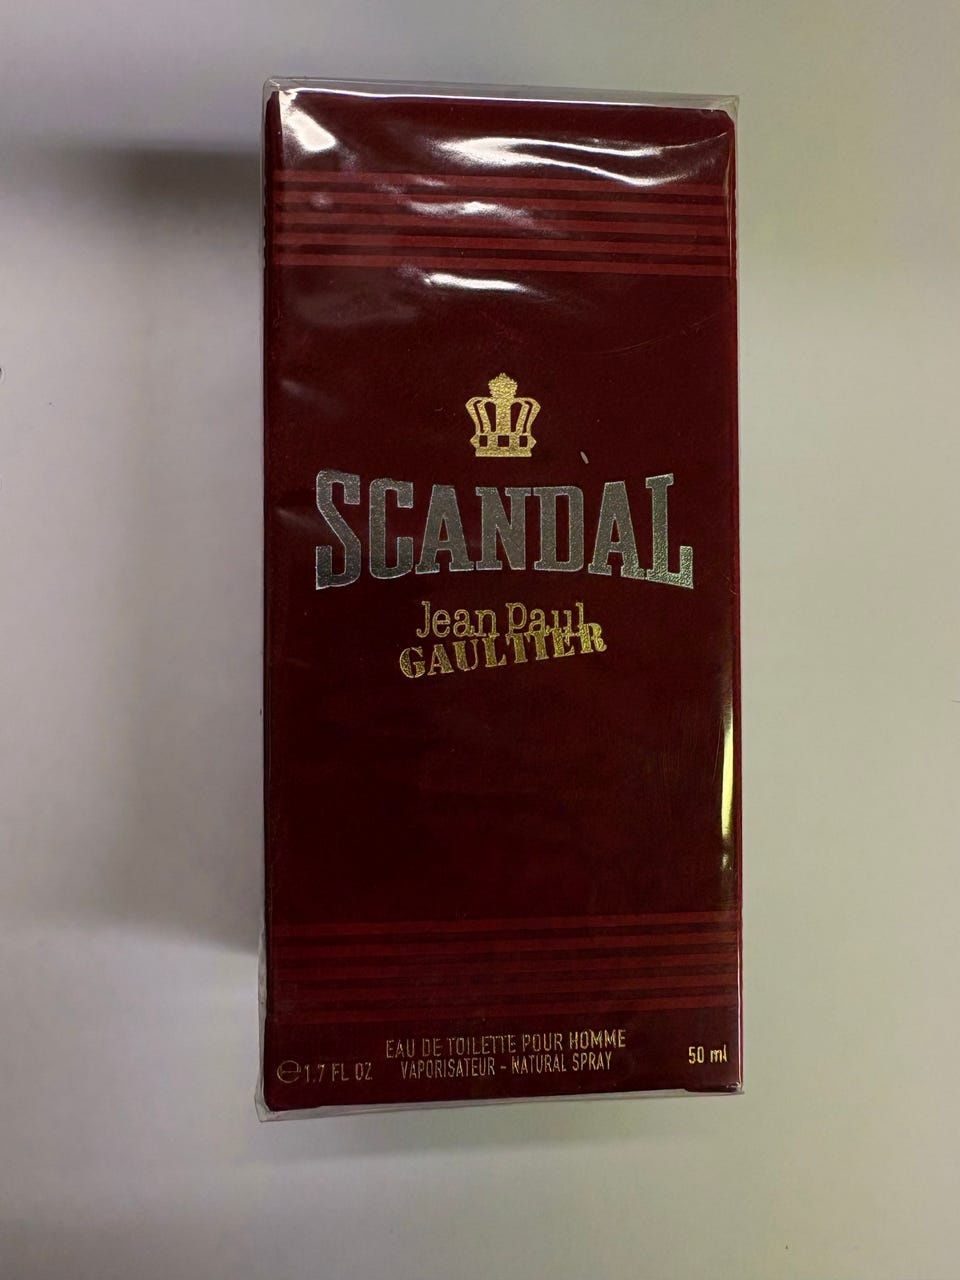 SCANDAL
Jean Paul
GAULTIER
EAU DE TOILETTE POUR HOMME
VAPORISATEUR - NATURAL SPRAY
℮ 1.7 FL OZ
50 ml